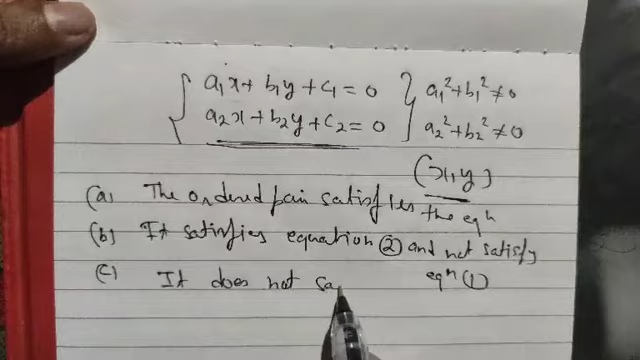 a₁x + b₁y + c₁ = 0 } a₁² + b₁² ≠ 0
a₂x + b₂y + c₂ = 0 } a₂² + b₂² ≠ 0
(x, y)
(a) The ordered pair satisfies the eqⁿ
(b) It satisfies equation ② and not satisfy eqⁿ (1)
(c) It does not sa